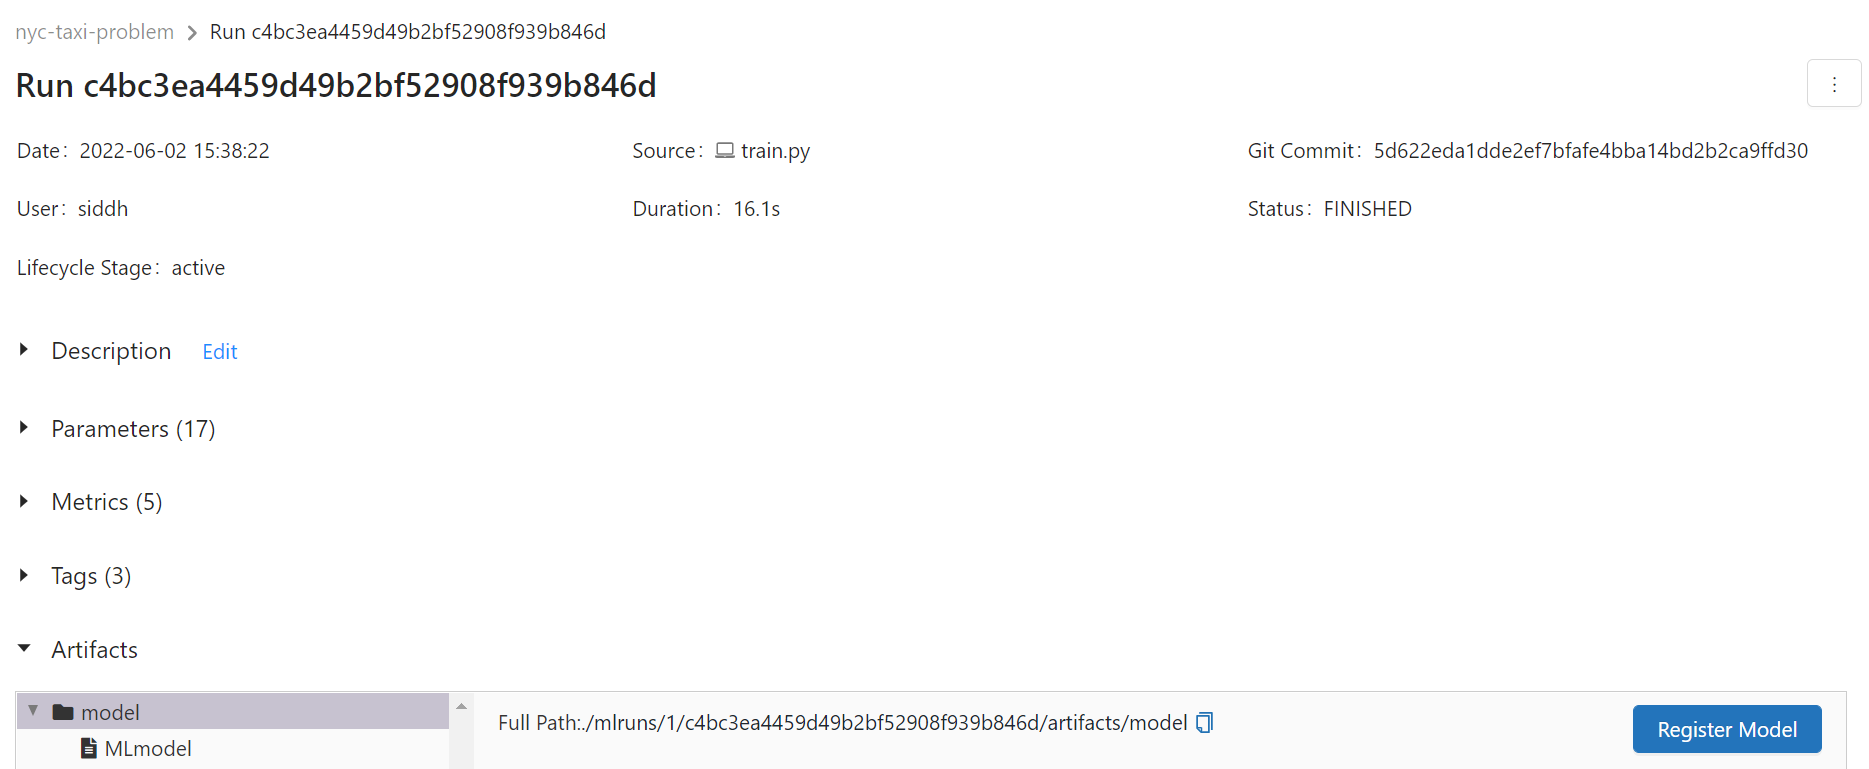 nyc-taxi-problem > Run c4bc3ea4459d49b2bf52908f939b846d
Run c4bc3ea4459d49b2bf52908f939b846d
Date: 2022-06-02 15:38:22 Source: train.py Git Commit: 5d622eda1dde2ef7bfafe4bba14bd2b2ca9ffd30
User: siddh Duration: 16.1s Status: FINISHED
Lifecycle Stage: active
Description Edit
Parameters (17)
Metrics (5)
Tags (3)
Artifacts
model
MLmodel
Full Path:./mlruns/1/c4bc3ea4459d49b2bf52908f939b846d/artifacts/model
Register Model